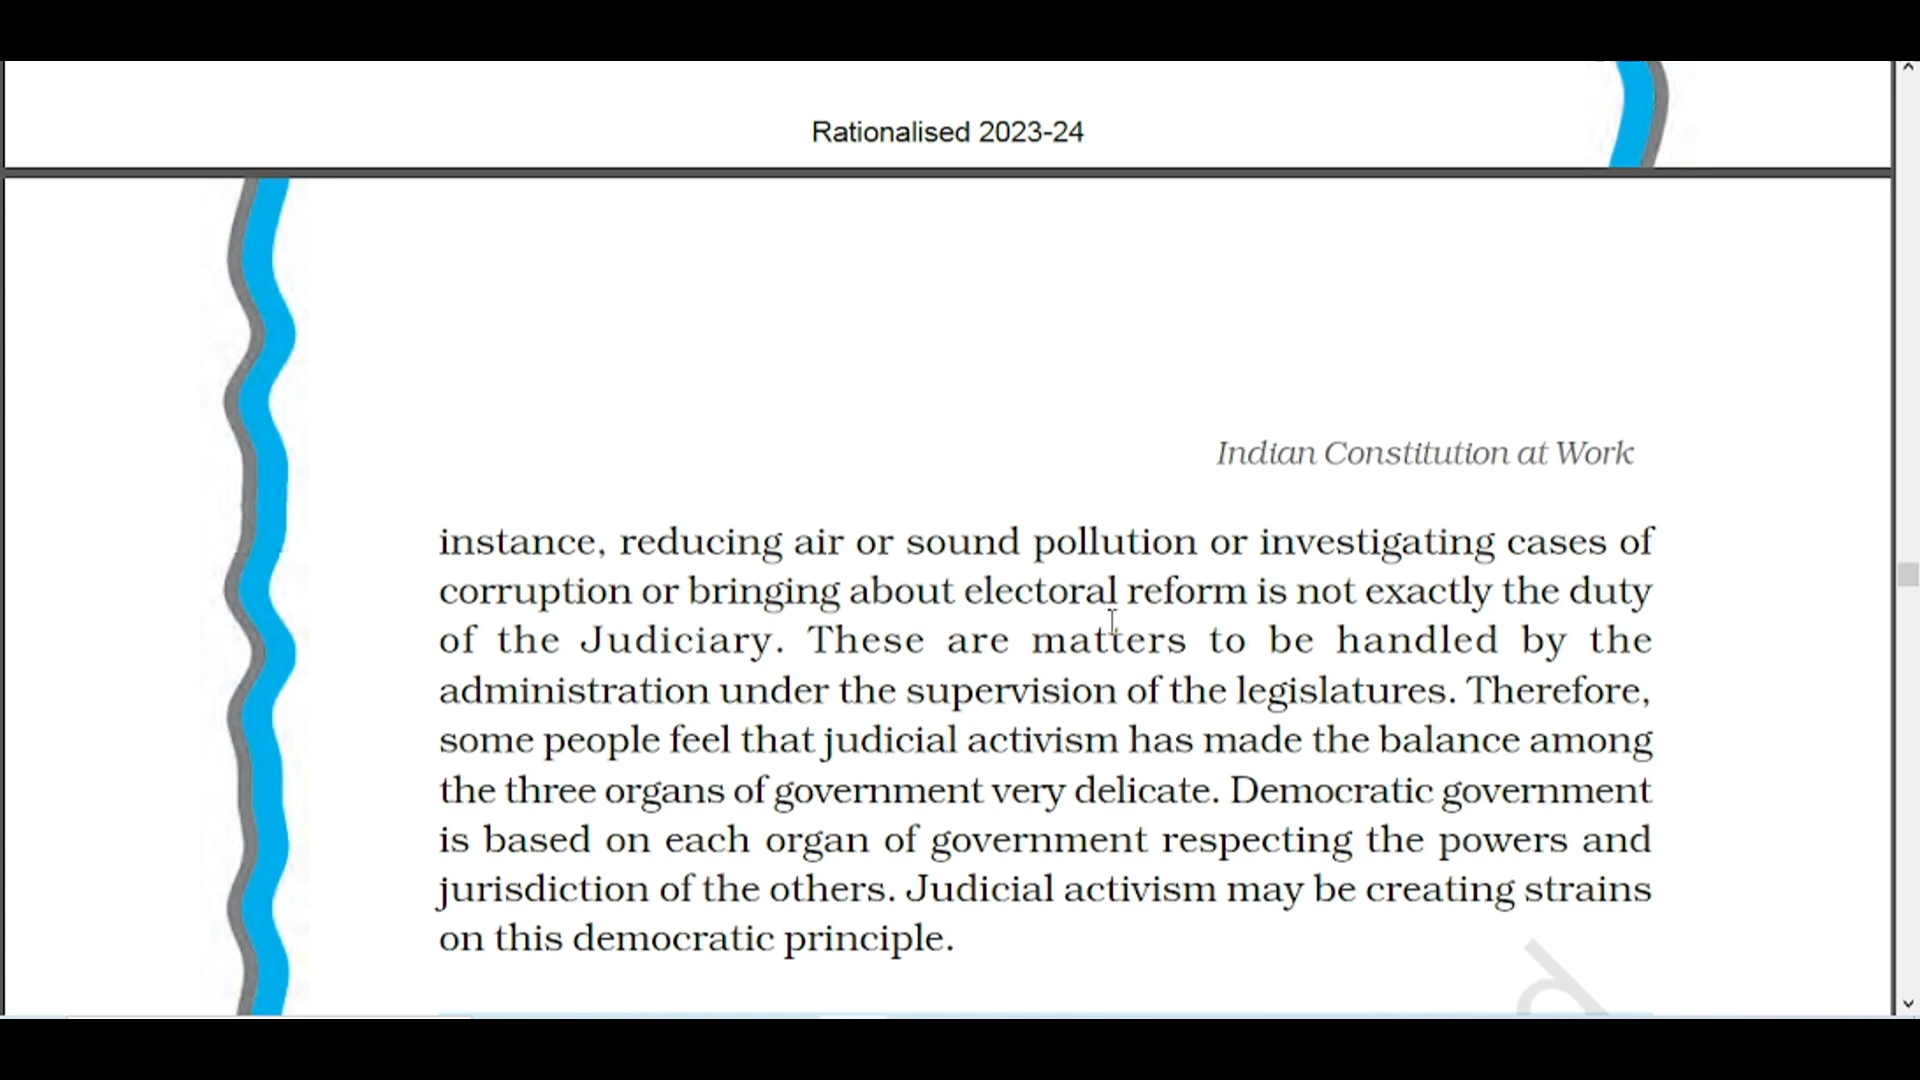 Rationalised 2023-24
Indian Constitution at Work
instance, reducing air or sound pollution or investigating cases of
corruption or bringing about electoral reform is not exactly the duty
of the Judiciary. These are matters to be handled by the
administration under the supervision of the legislatures. Therefore,
some people feel that judicial activism has made the balance among
the three organs of government very delicate. Democratic government
is based on each organ of government respecting the powers and
jurisdiction of the others. Judicial activism may be creating strains
on this democratic principle.